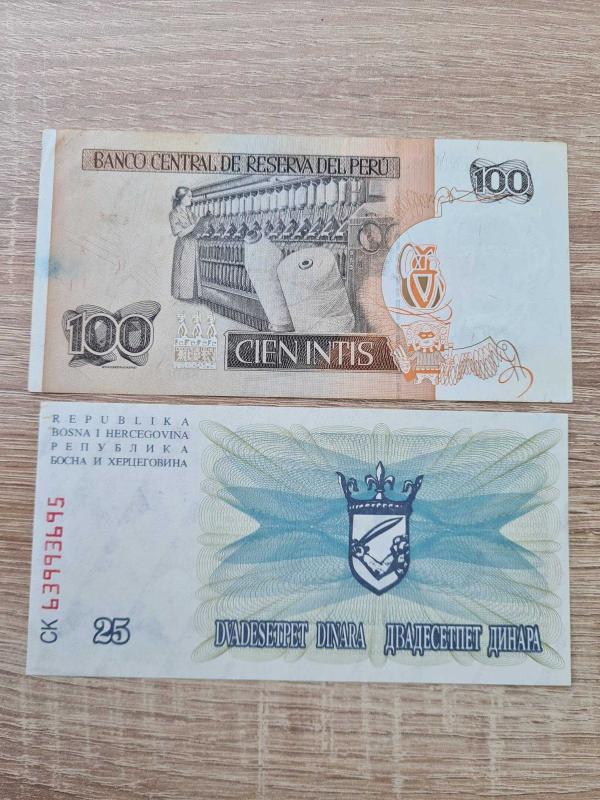 BANCO CENTRAL DE RESERVA DEL PERÚ
100
100
CIEN INTIS
REPUBLIKA
BOSNA I HERCEGOVINA
РЕПУБЛИКА
БОСНА И ХЕРЦЕГОВИНА
CK 63993695
25
DVADESETPET DINARA ДВАДЕСЕТПЕТ ДИНАРА